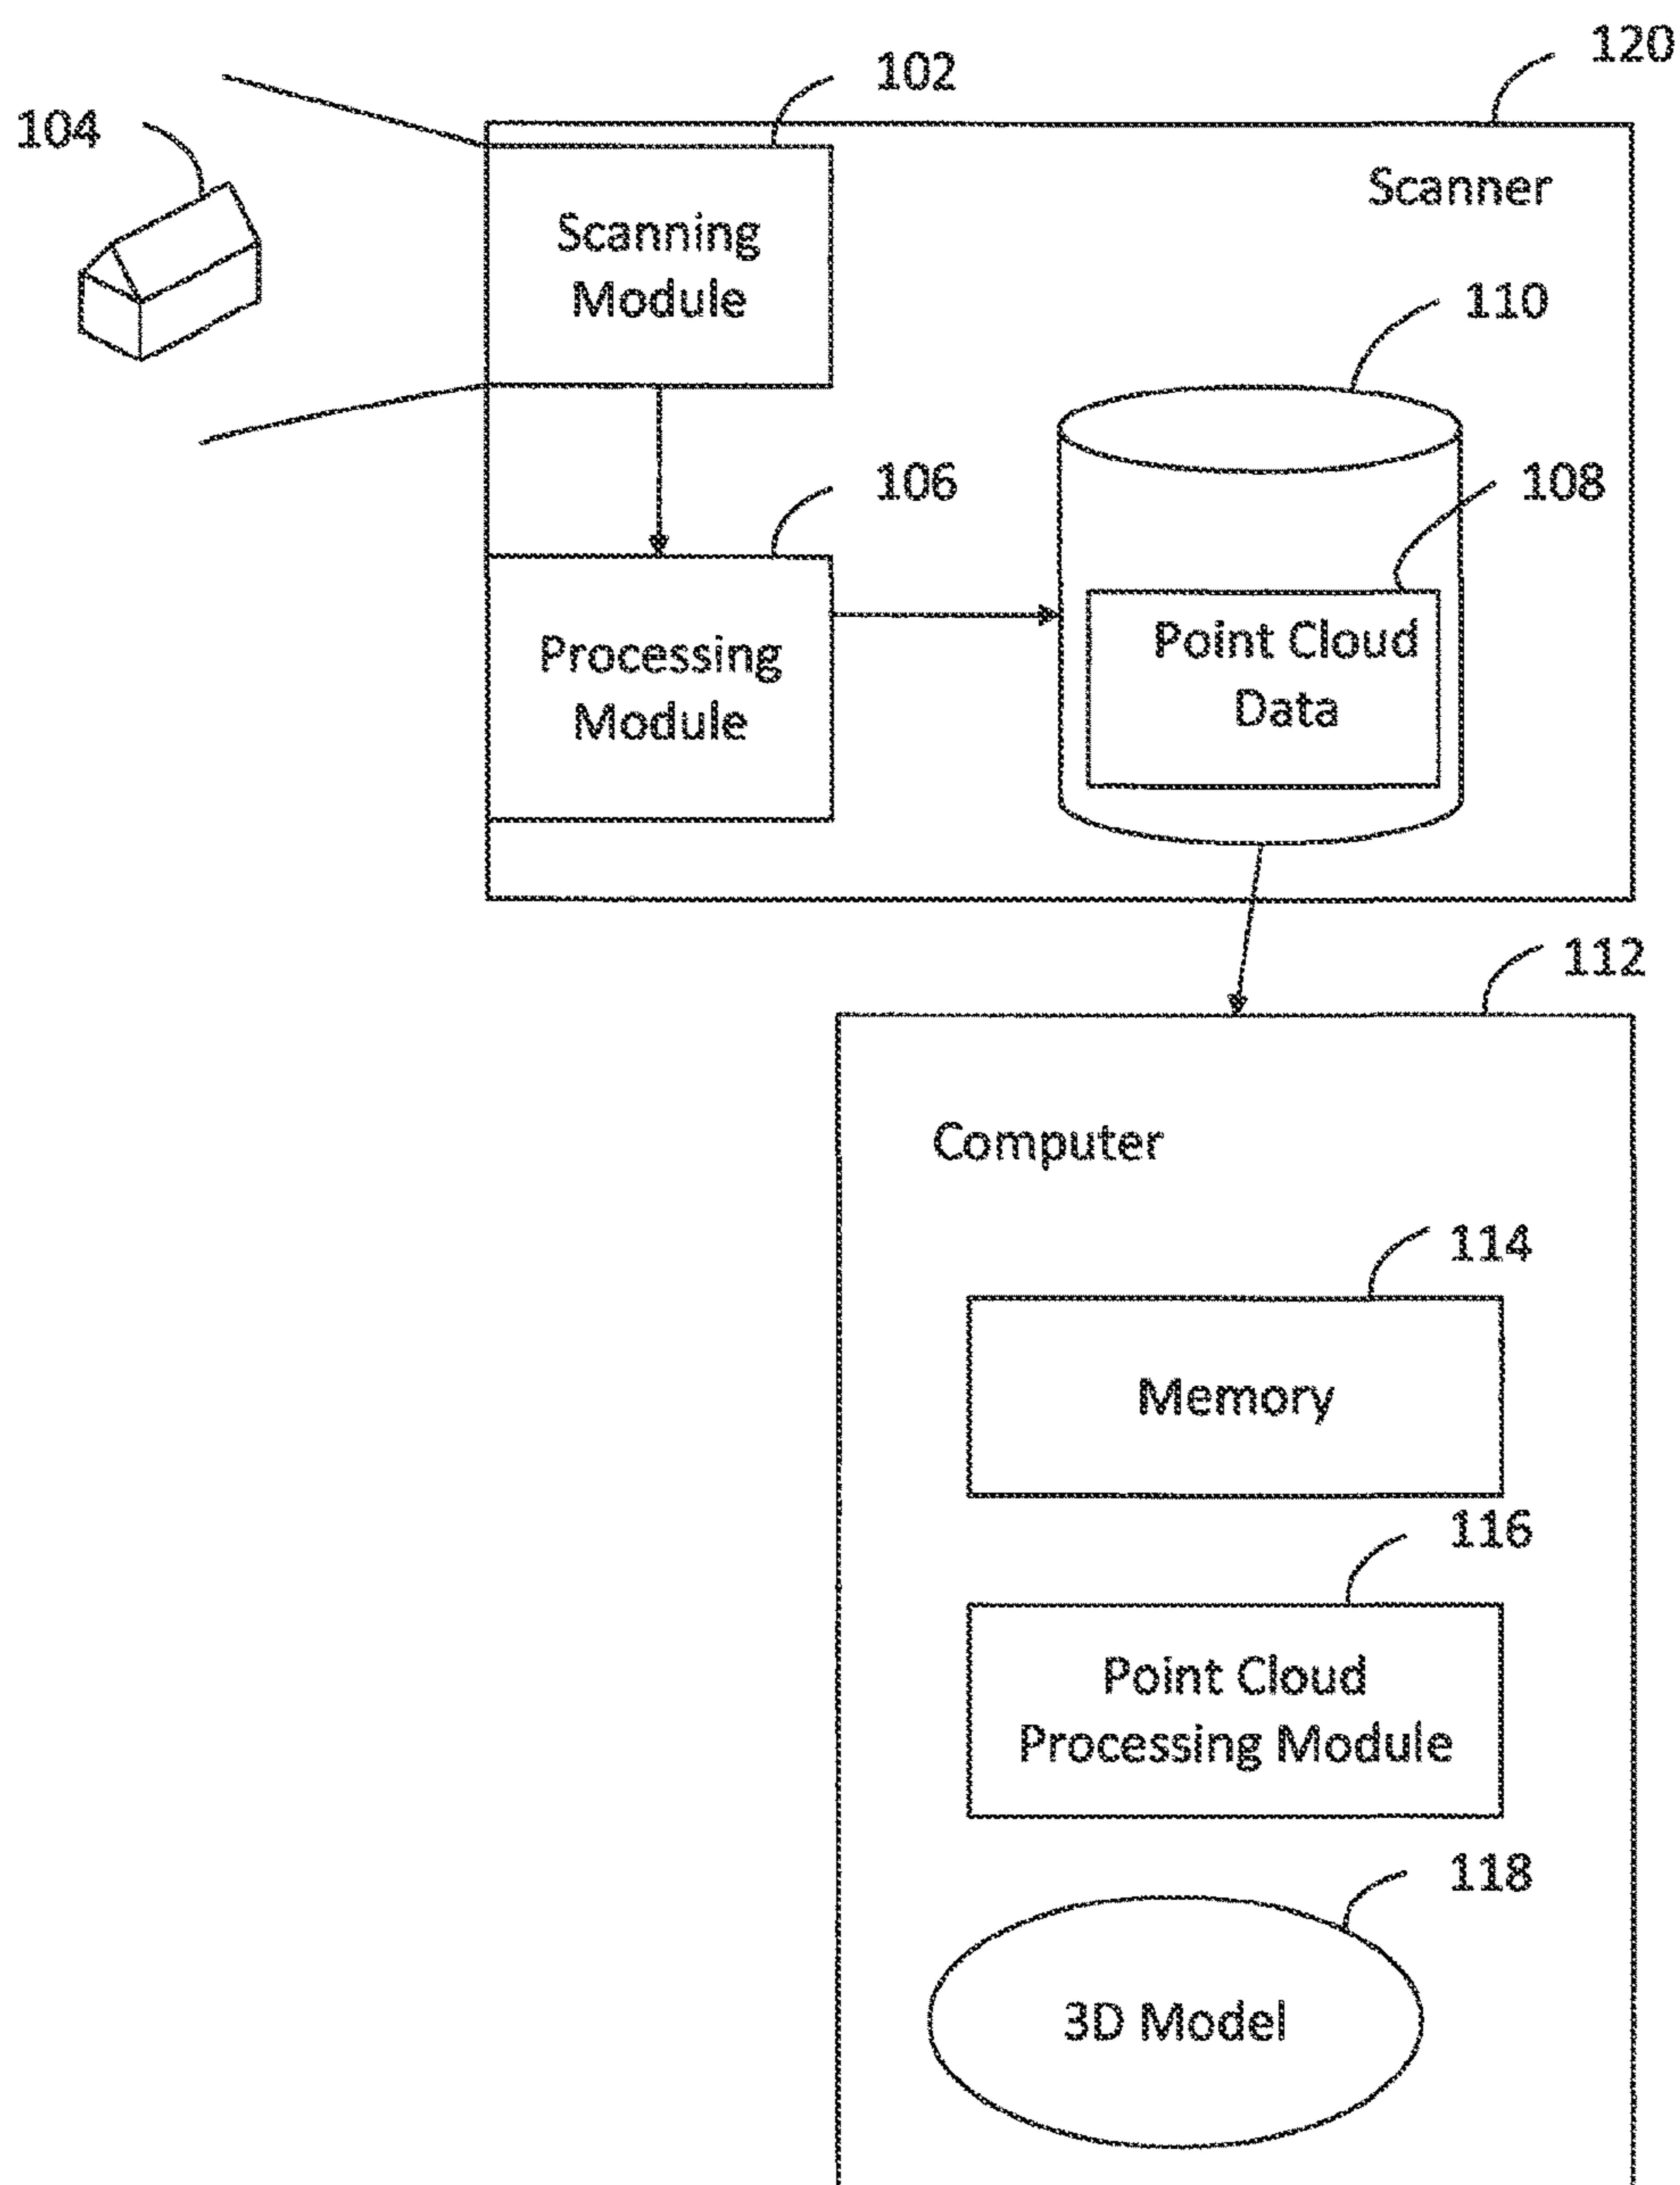 120
102
104
Scanner
Scanning
Module
110
106
108
Point Cloud
Data
Processing
Module
112
Computer
114
Memory
116
Point Cloud
Processing Module
118
3D Model